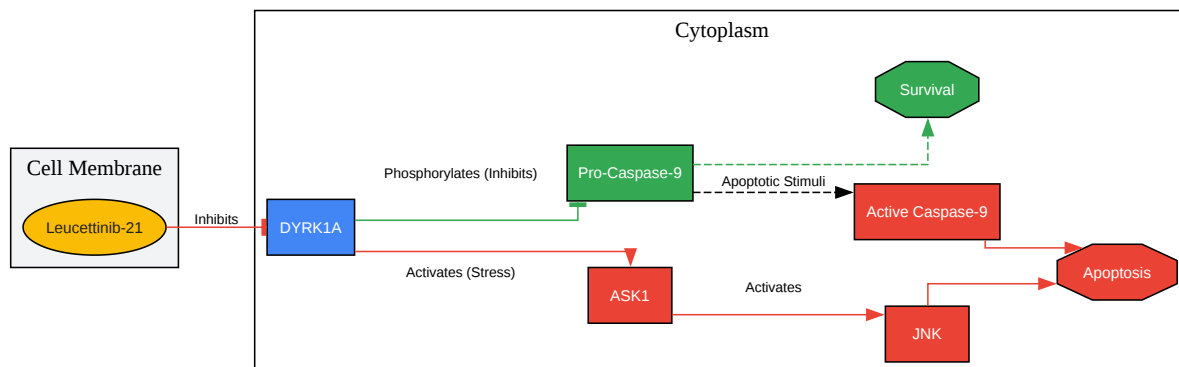 Cytoplasm
Survival
Cell Membrane
Phosphorylates (Inhibits)
Pro-Caspase-9
Apoptotic Stimuli
Inhibits
Leucettinib-21
DYRK1A
Active Caspase-9
Activates (Stress)
ASK1
Activates
Apoptosis
JNK